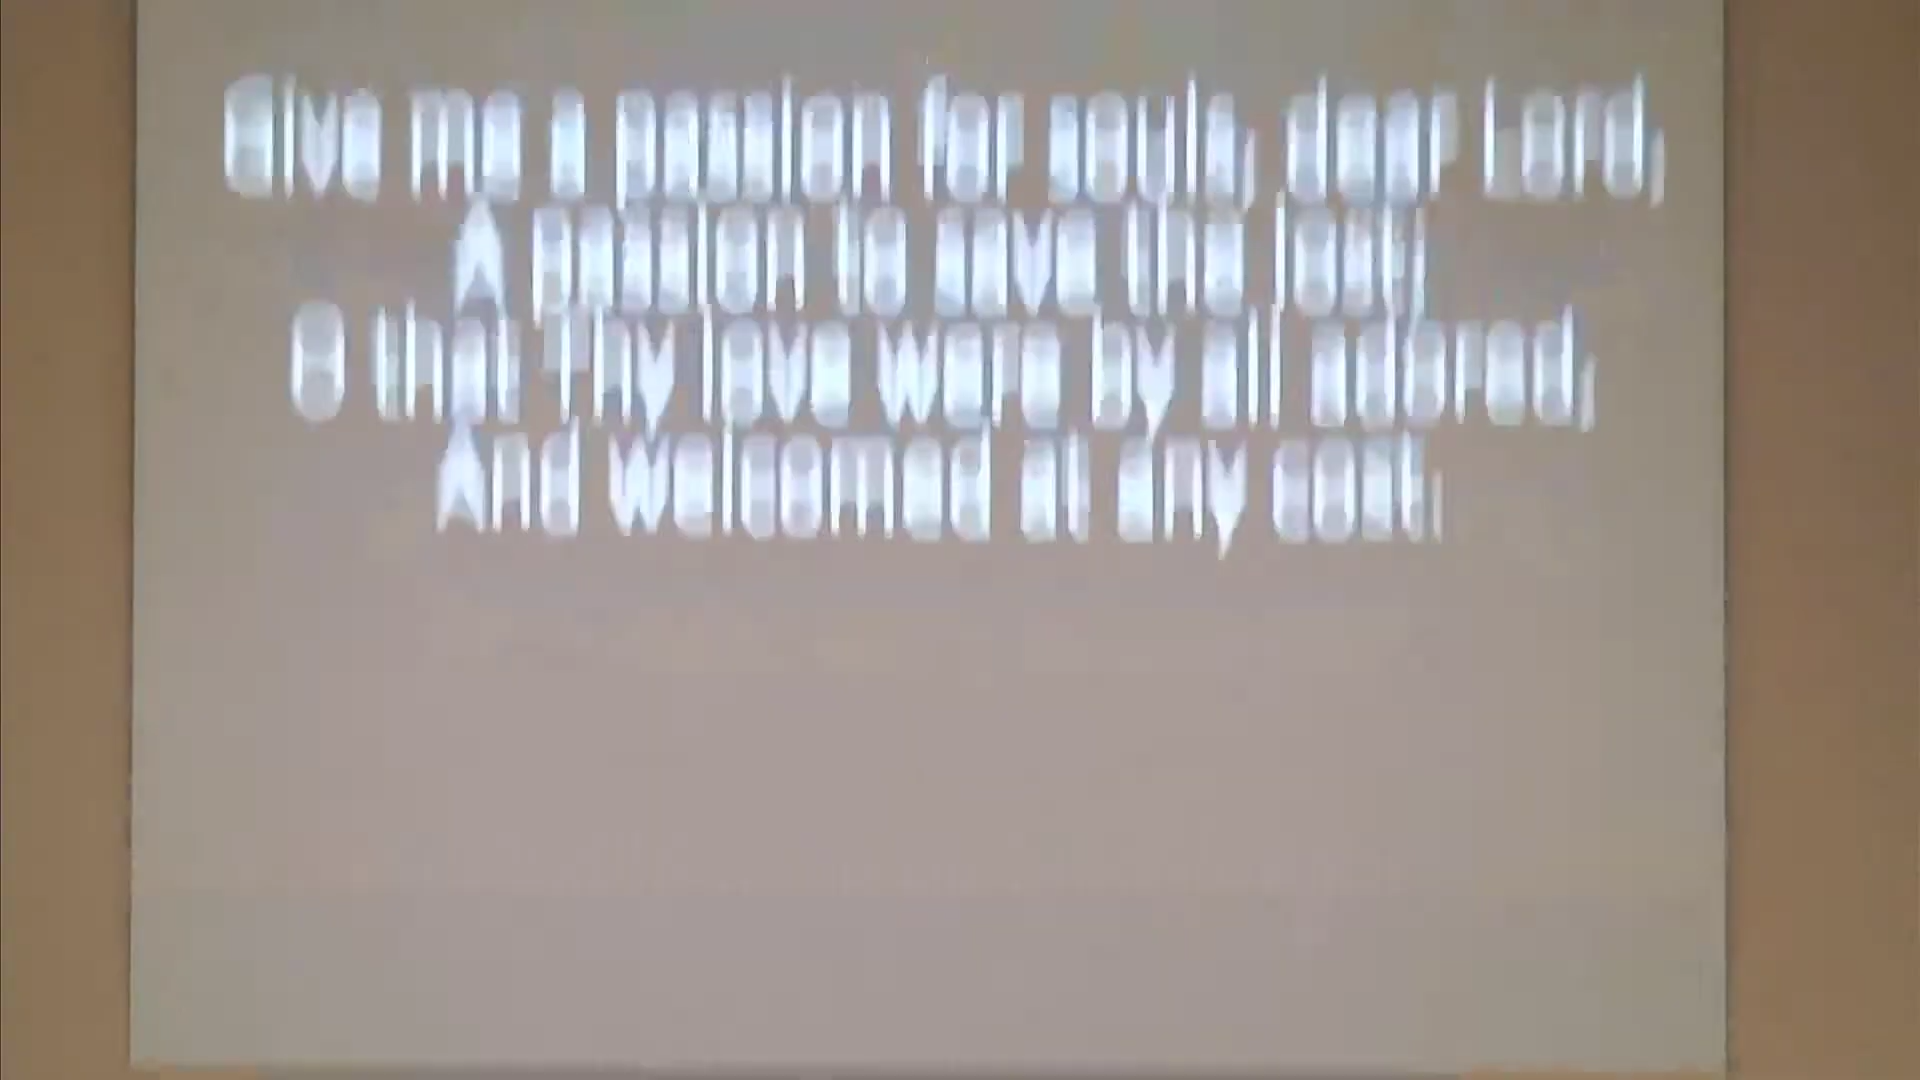 Give me a passion for souls, dear Lord,
A passion to save the lost;
O that Thy love were by all adored,
And welcomed at any cost.